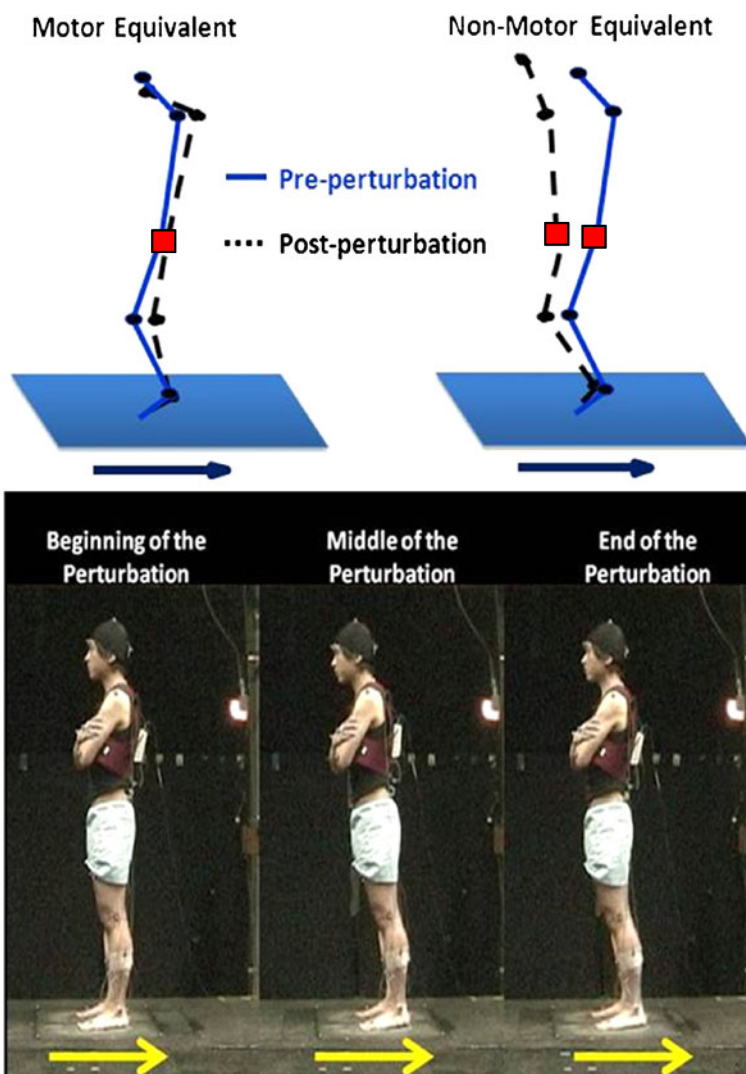 Motor Equivalent
Non-Motor Equivalent
Pre-perturbation
Post-perturbation
Beginning of the
Perturbation
Middle of the
Perturbation
End of the
Perturbation